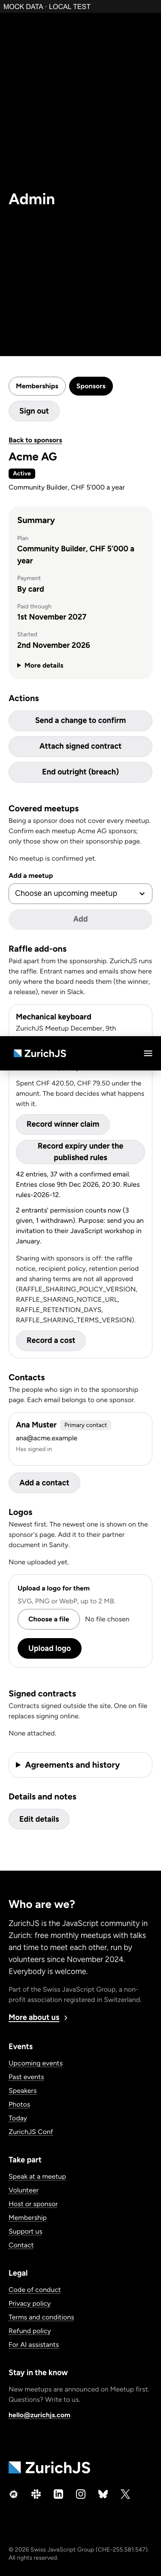 MOCK DATA · LOCAL TEST
Admin
Memberships
Sponsors
Sign out
Back to sponsors
Acme AG
Active
Community Builder, CHF 5'000 a year
Summary
Plan
Community Builder, CHF 5'000 a
year
Payment
By card
Paid through
1st November 2027
Started
2nd November 2026
More details
Actions
Send a change to confirm
Attach signed contract
End outright (breach)
Covered meetups
Being a sponsor does not cover every meetup.
Confirm each meetup Acme AG sponsors;
only these show on their sponsorship page.
No meetup is confirmed yet.
Add a meetup
Choose an upcoming meetup
Add
Raffle add-ons
Paid apart from the sponsorship. ZurichJS runs
the raffle. Entrant names and emails show here
only where the board needs them (the winner,
a release), never in Slack.
Mechanical keyboard
ZurichJS Meetup December, 9th
ZurichJS
Spent CHF 420.50, CHF 79.50 under the
amount. The board decides what happens
with it.
Record winner claim
Record expiry under the
published rules
42 entries, 37 with a confirmed email.
Entries close 9th Dec 2026, 20:30. Rules
rules-2026-12.
2 entrants' permission counts now (3
given, 1 withdrawn). Purpose: send you an
invitation to their JavaScript workshop in
January.
Sharing with sponsors is off: the raffle
notice, recipient policy, retention period
and sharing terms are not all approved
(RAFFLE_SHARING_POLICY_VERSION,
RAFFLE_SHARING_NOTICE_URL,
RAFFLE_RETENTION_DAYS,
RAFFLE_SHARING_TERMS_VERSION).
Record a cost
Contacts
The people who sign in to the sponsorship
page. Each email belongs to one sponsor.
Ana Muster
Primary contact
ana@acme.example
Has signed in
Add a contact
Logos
Newest first. The newest one is shown on the
sponsor's page. Add it to their partner
document in Sanity.
None uploaded yet.
Upload a logo for them
SVG, PNG or WebP, up to 2 MB.
Choose a file
No file chosen
Upload logo
Signed contracts
Contracts signed outside the site. One on file
replaces signing online.
None attached.
Agreements and history
Details and notes
Edit details
Who are we?
ZurichJS is the JavaScript community in
Zurich: free monthly meetups with talks
and time to meet each other, run by
volunteers since November 2024.
Everybody is welcome.
Part of the Swiss JavaScript Group, a non-
profit association registered in Switzerland.
More about us
Events
Upcoming events
Past events
Speakers
Photos
Today
ZurichJS Conf
Take part
Speak at a meetup
Volunteer
Host or sponsor
Membership
Support us
Contact
Legal
Code of conduct
Privacy policy
Terms and conditions
Refund policy
For AI assistants
Stay in the know
New meetups are announced on Meetup first.
Questions? Write to us.
hello@zurichjs.com
ZurichJS
© 2026 Swiss JavaScript Group (CHE-255.581.547).
All rights reserved.